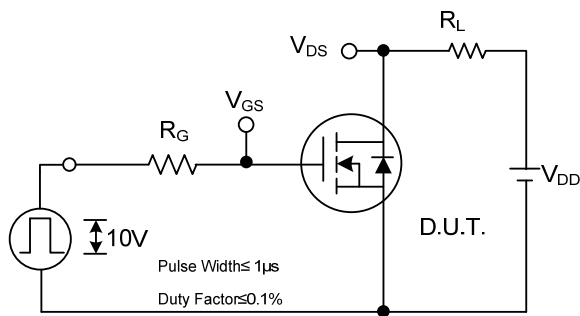 RL
VDS
VGS
RG
VDD
10V
D.U.T.
Pulse Width≤ 1μs
Duty Factor≤0.1%